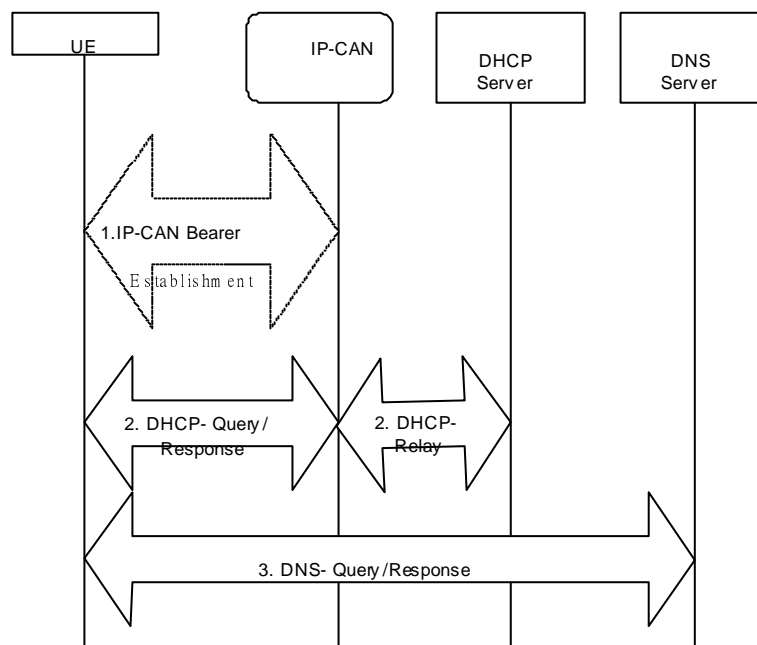 UE
IP-CAN
DHCP
Server
DNS
Server
1.IP-CAN Bearer
Establishment
2. DHCP- Query/
Response
2. DHCP-
Relay
3. DNS- Query/Response